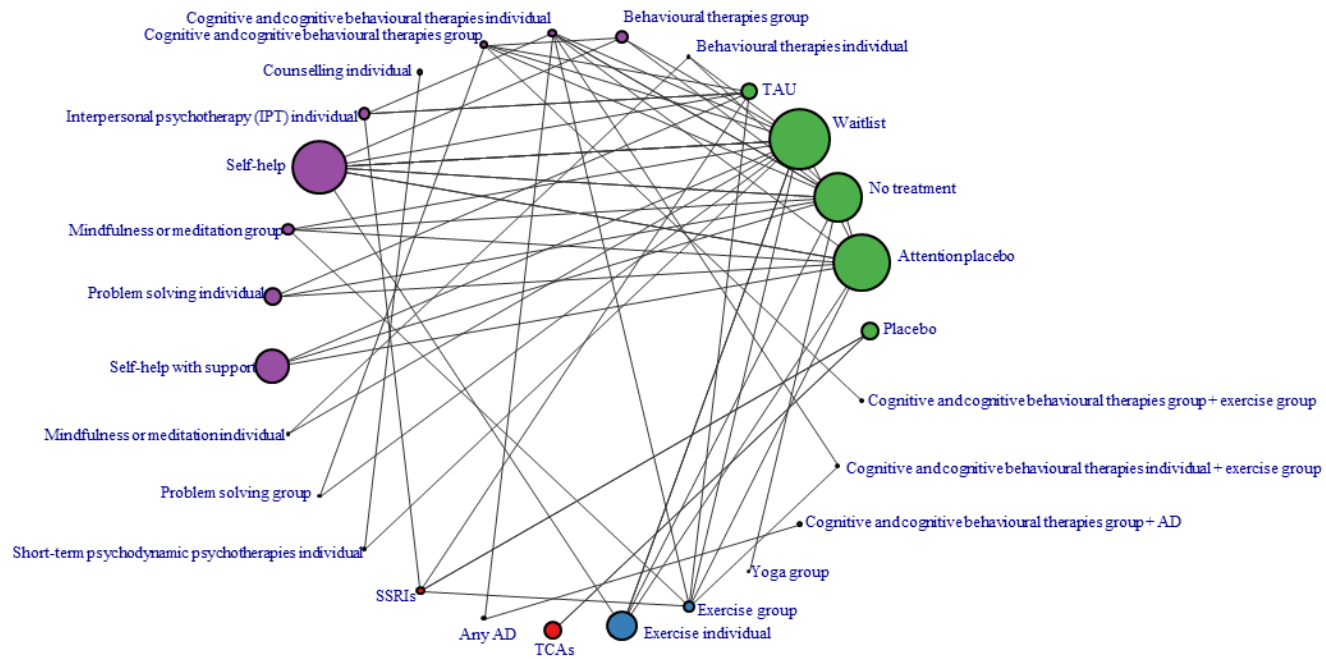 Cognitive and cognitive behavioural therapies individual
Behavioural therapies group
Cognitive and cognitive behavioural therapies group
Behavioural therapies individual
Counselling individual
TAU
Interpersonal psychotherapy (IPT) individual
Waitlist
Self-help
No treatment
Mindfulness or meditation group
Attention placebo
Problem solving individual
Placebo
Self-help with support
Cognitive and cognitive behavioural therapies group + exercise group
Mindfulness or meditation individual
Cognitive and cognitive behavioural therapies individual + exercise group
Problem solving group
Cognitive and cognitive behavioural therapies group + AD
Short-term psychodynamic psychotherapies individual
Yoga group
SSRIs
Exercise group
Any AD
Exercise individual
TCAs